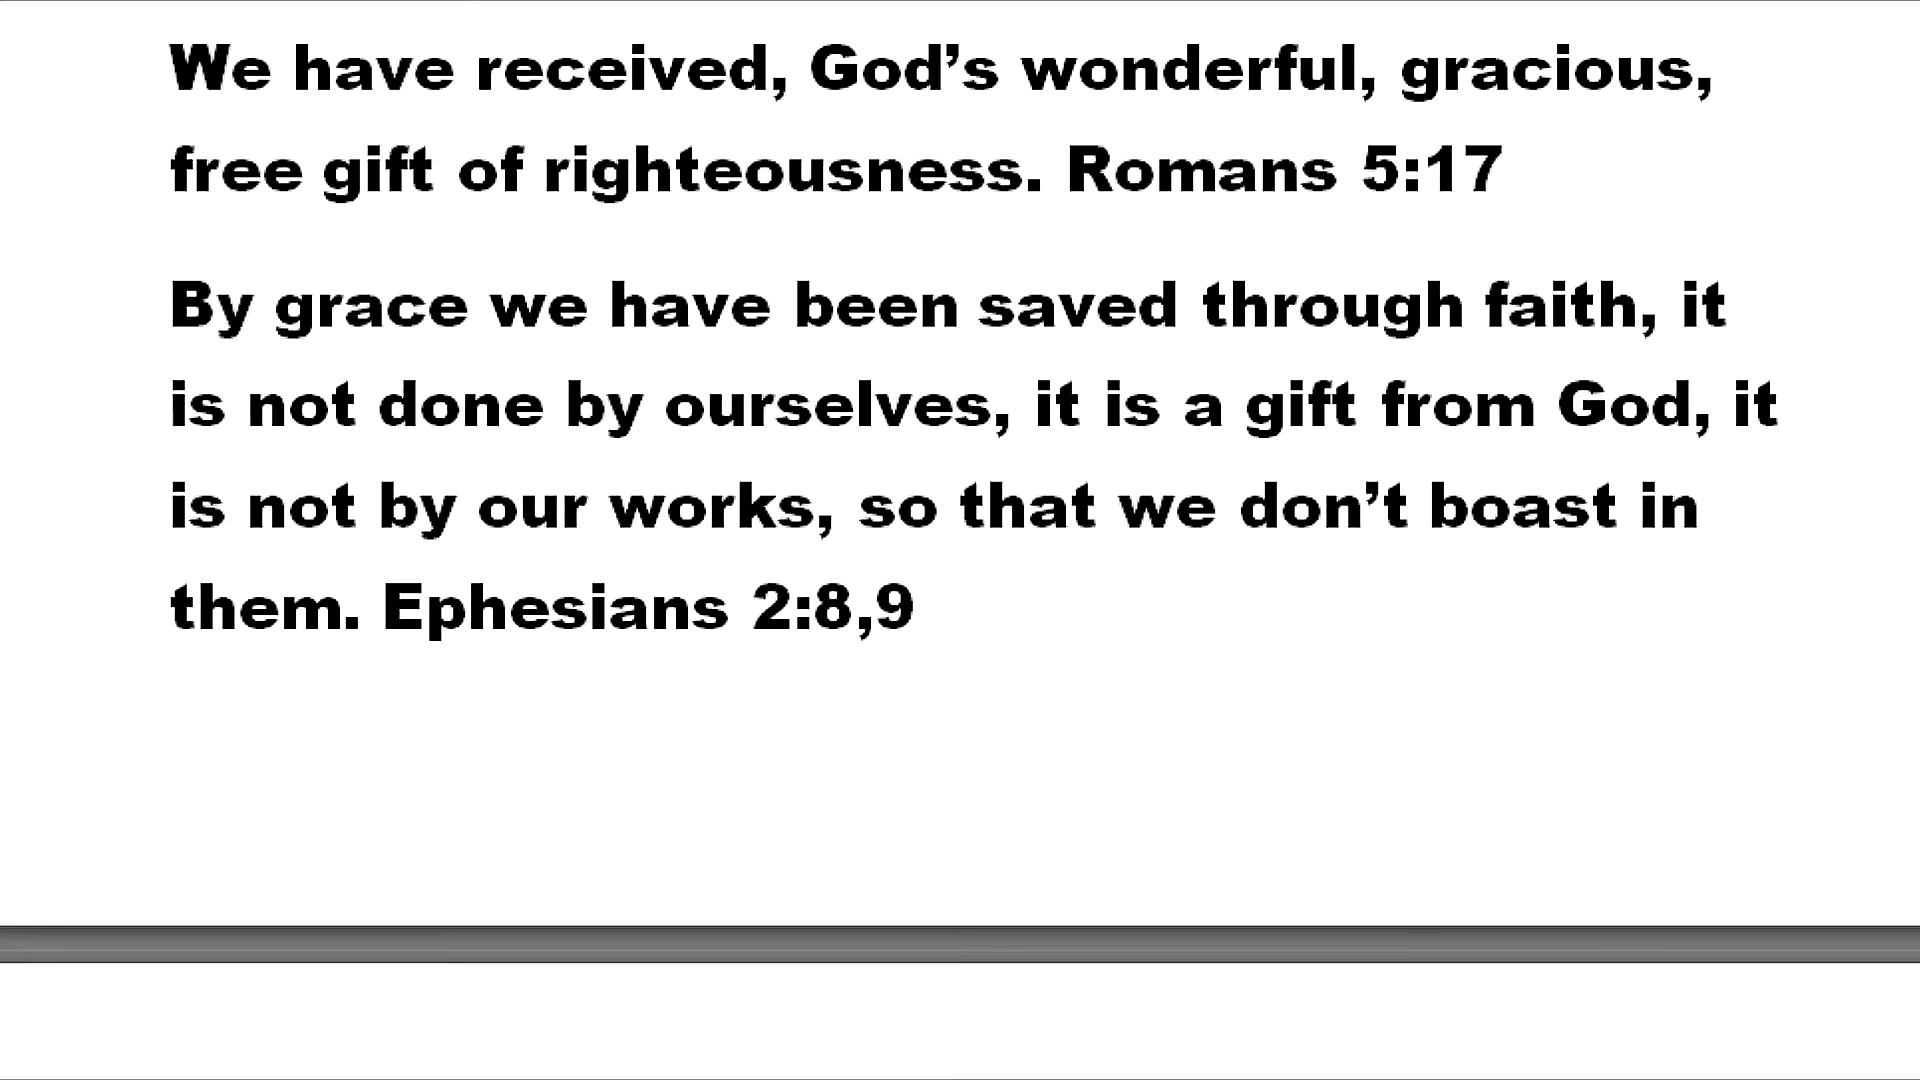 We have received, God’s wonderful, gracious,
free gift of righteousness. Romans 5:17
By grace we have been saved through faith, it
is not done by ourselves, it is a gift from God, it
is not by our works, so that we don’t boast in
them. Ephesians 2:8,9